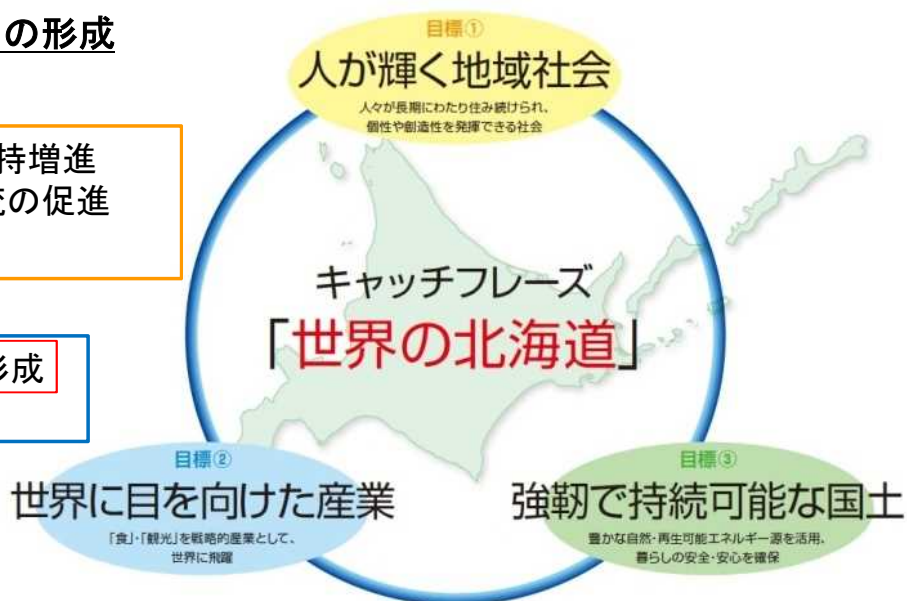 の形成
持増進
の促進
形成
目標①
人が輝く地域社会
人々が長期にわたり住み続けられ、
個性や創造性を発揮できる社会
キャッチフレーズ
「世界の北海道」
目標②
世界に目を向けた産業
「食」・「観光」を戦略的産業として、
世界に飛躍
目標③
強靭で持続可能な国土
豊かな自然・再生可能エネルギー源を活用、
暮らしの安全・安心を確保